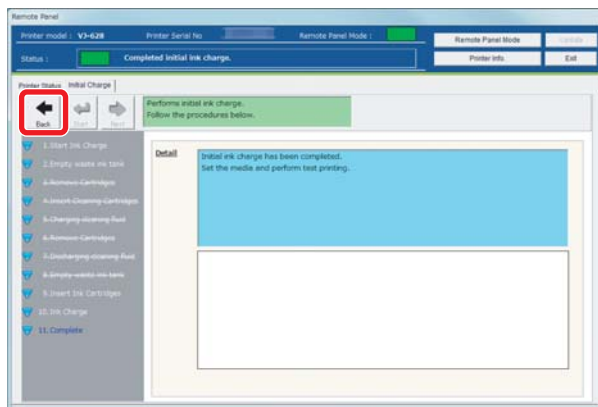 Remote Panel
Printer model : VJ-628 Printer Serial No Remote Panel Mode :
Remote Panel Mode Update
Status : Completed initial ink charge.
Printer Info. Exit
Printer Status Initial Charge
Back Start Next
Performs initial ink charge.
Follow the procedures below.
1.Start Ink Charge
2.Empty waste ink tank
3.Remove Cartridges
4.Insert Cleaning Cartridges
5.Charging cleaning fluid
6.Remove Cartridges
7.Discharging cleaning fluid
8.Empty waste ink tank
9.Insert Ink Cartridges
10. Ink Charge
11. Complete
Detail
Initial ink charge has been completed.
Set the media and perform test printing.